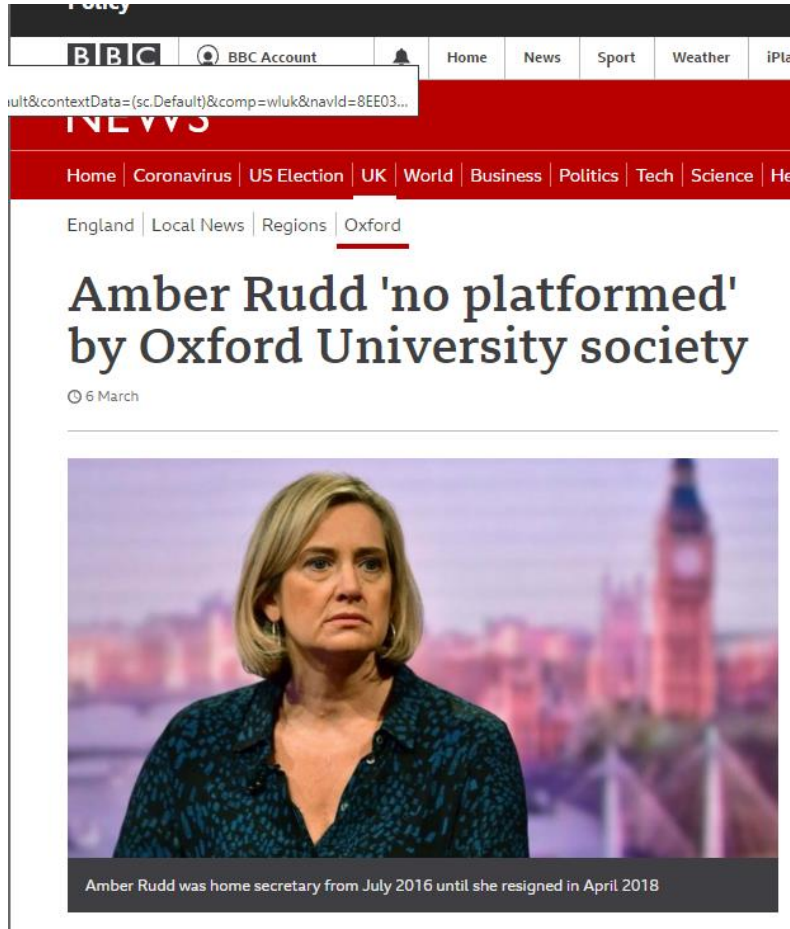 Policy
BBC BBC Account Home News Sport Weather
ult&contextData=(sc.Default)&comp=wluk&navId=8EE03...
NEWS
Home Coronavirus US Election UK World Business Politics Tech Science
England Local News Regions Oxford
Amber Rudd 'no platformed'
by Oxford University society
6 March
Amber Rudd was home secretary from July 2016 until she resigned in April 2018